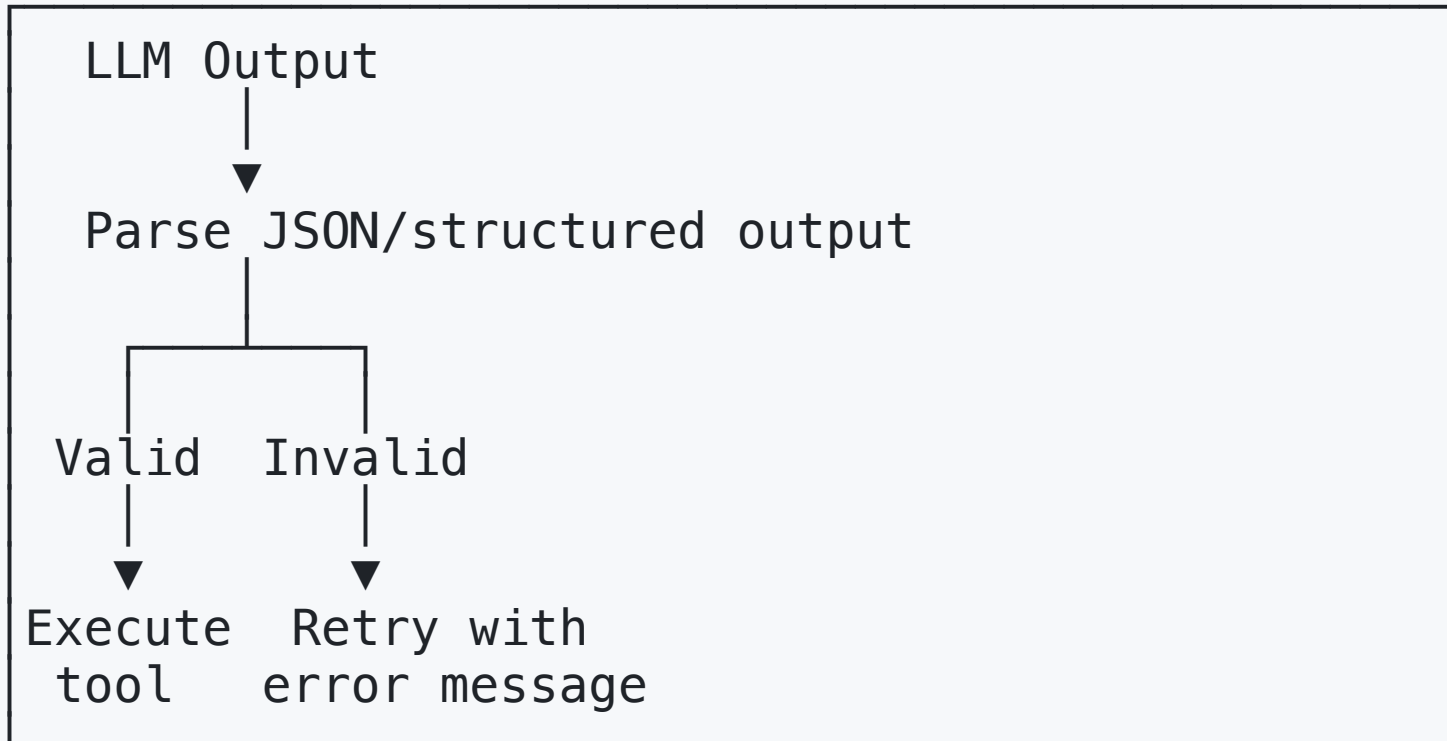 LLM Output
Parse JSON/structured output
Valid  Invalid
Execute  Retry with
tool  error message